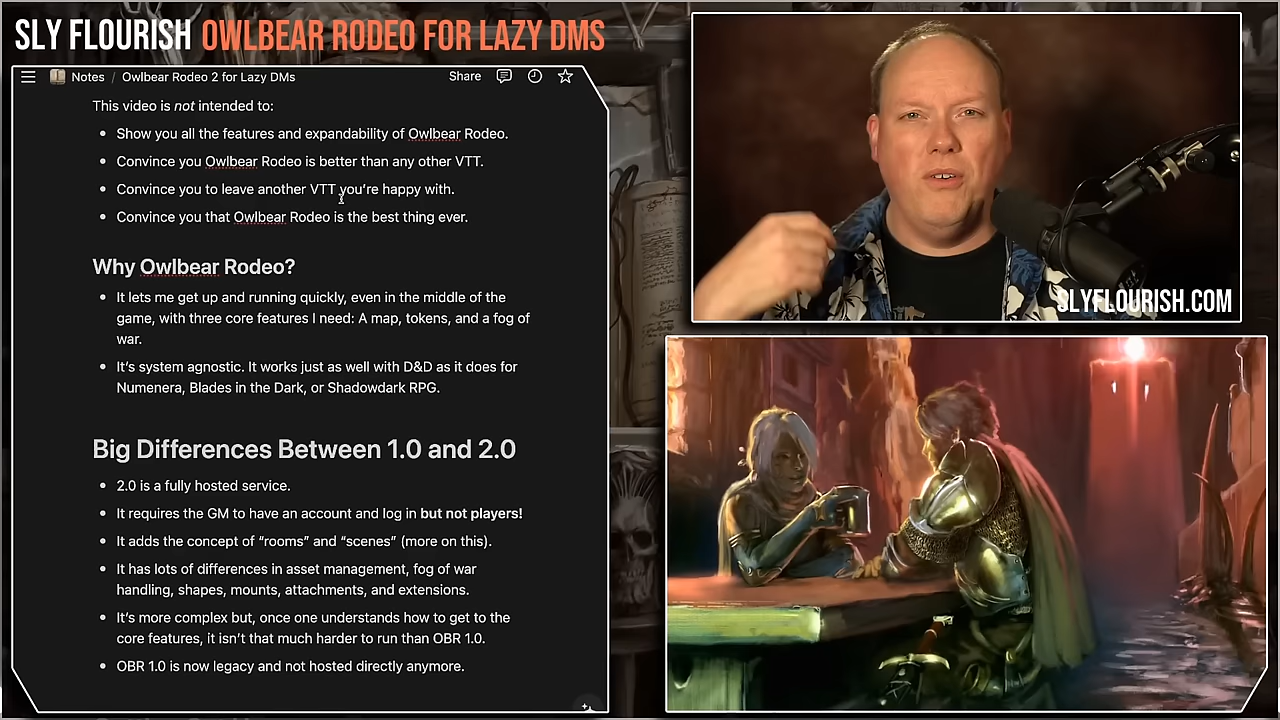 SLY FLOURISH OWLBEAR RODEO FOR LAZY DMS
Notes / Owlbear Rodeo 2 for Lazy DMs
Share
This video is not intended to:
• Show you all the features and expandability of Owlbear Rodeo.
• Convince you Owlbear Rodeo is better than any other VTT.
• Convince you to leave another VTT you're happy with.
• Convince you that Owlbear Rodeo is the best thing ever.
Why Owlbear Rodeo?
• It lets me get up and running quickly, even in the middle of the
game, with three core features I need: A map, tokens, and a fog of
war.
• It's system agnostic. It works just as well with D&D as it does for
Numenera, Blades in the Dark, or Shadowdark RPG.
Big Differences Between 1.0 and 2.0
• 2.0 is a fully hosted service.
• It requires the GM to have an account and log in but not players!
• It adds the concept of “rooms” and “scenes” (more on this).
• It has lots of differences in asset management, fog of war
handling, shapes, mounts, attachments, and extensions.
• It's more complex but, once one understands how to get to the
core features, it isn't that much harder to run than OBR 1.0.
• OBR 1.0 is now legacy and not hosted directly anymore.
SLYFLOURISH.COM